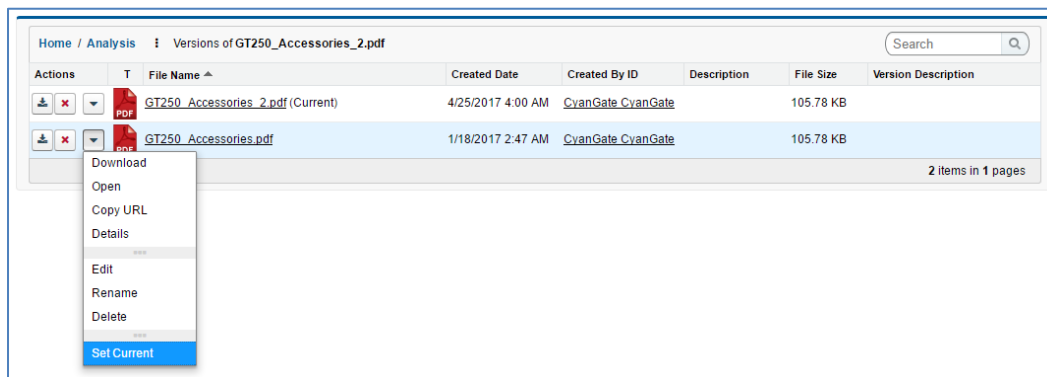 Home / Analysis ⋮ Versions of GT250_Accessories_2.pdf Search
Actions T File Name Created Date Created By ID Description File Size Version Description
PDF GT250_Accessories_2.pdf (Current) 4/25/2017 4:00 AM CyanGate CyanGate 105.78 KB
PDF GT250_Accessories.pdf 1/18/2017 2:47 AM CyanGate CyanGate 105.78 KB
2 items in 1 pages
Download
Open
Copy URL
Details
Edit
Rename
Delete
Set Current